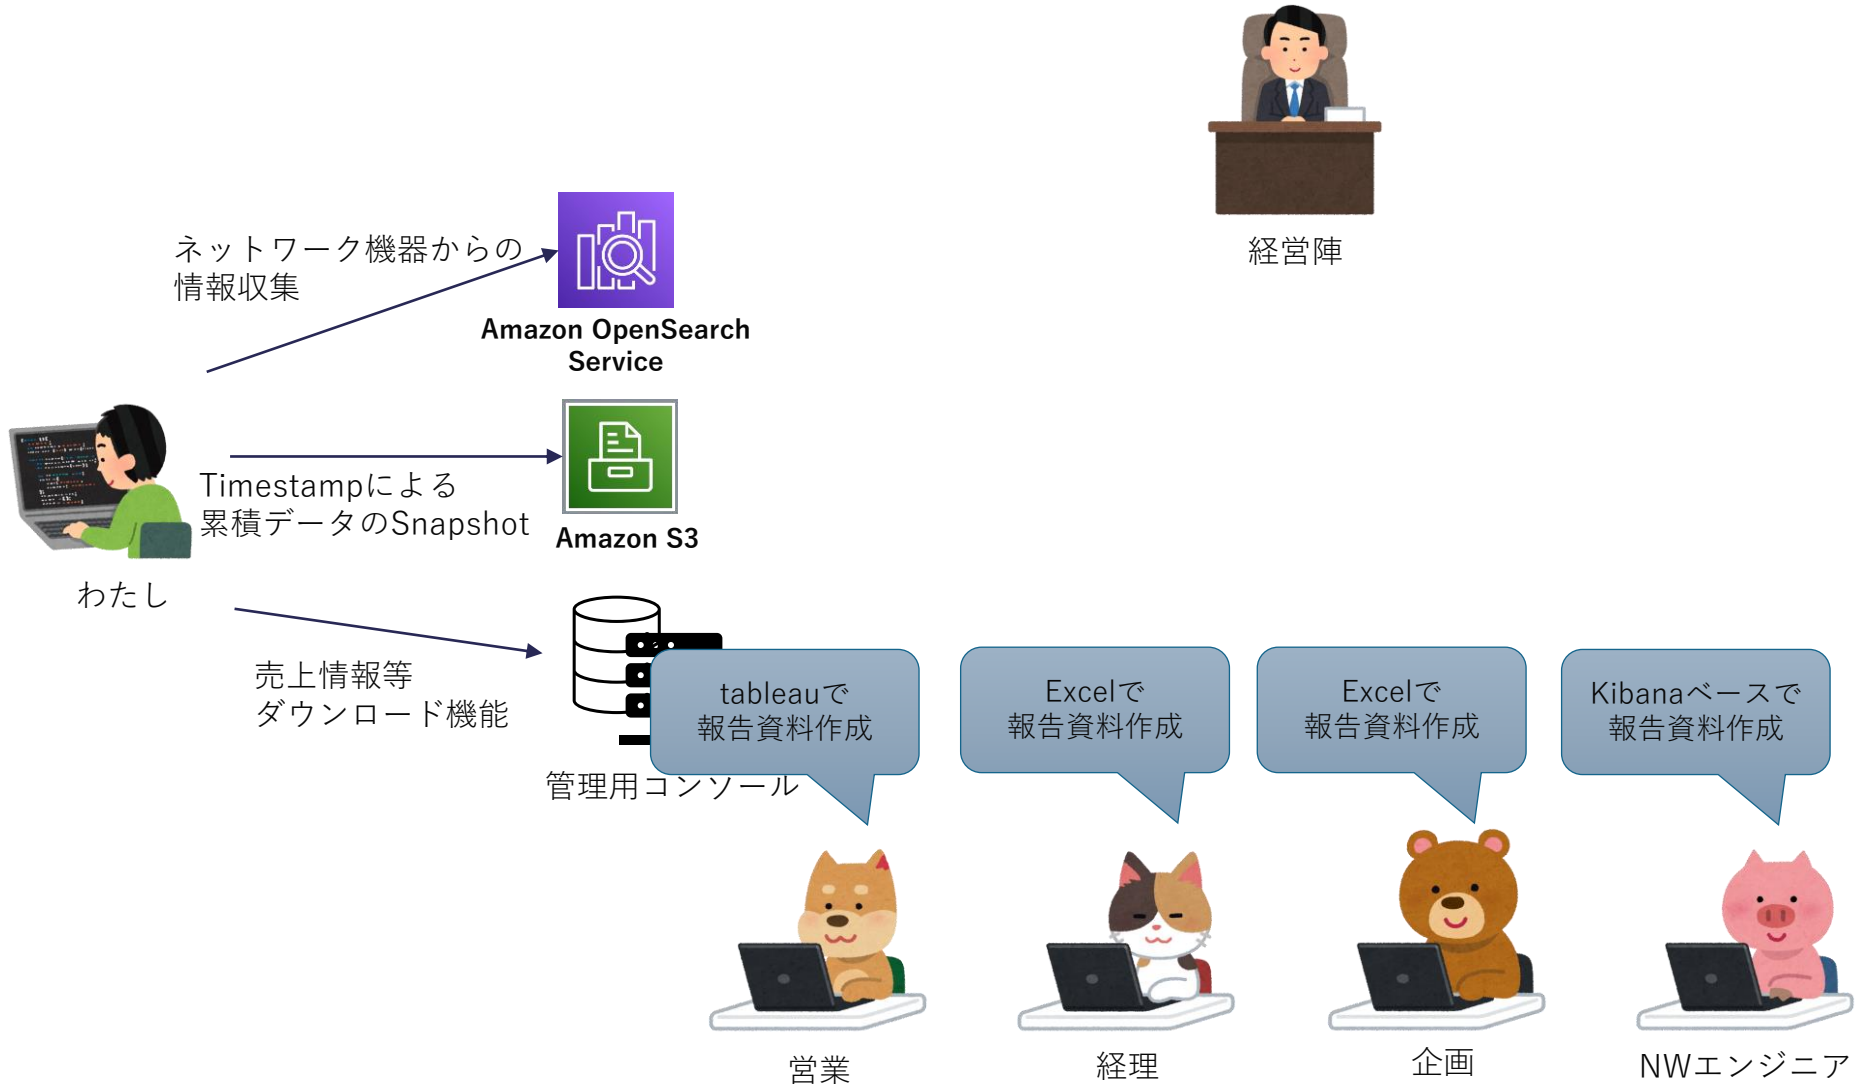 経営陣
ネットワーク機器からの
情報収集
Amazon OpenSearch
Service
Timestampによる
累積データのSnapshot
Amazon S3
わたし
売上情報等
ダウンロード機能
管理用コンソール
tableauで
報告資料作成
Excelで
報告資料作成
Excelで
報告資料作成
Kibanaベースで
報告資料作成
営業
経理
企画
NWエンジニア